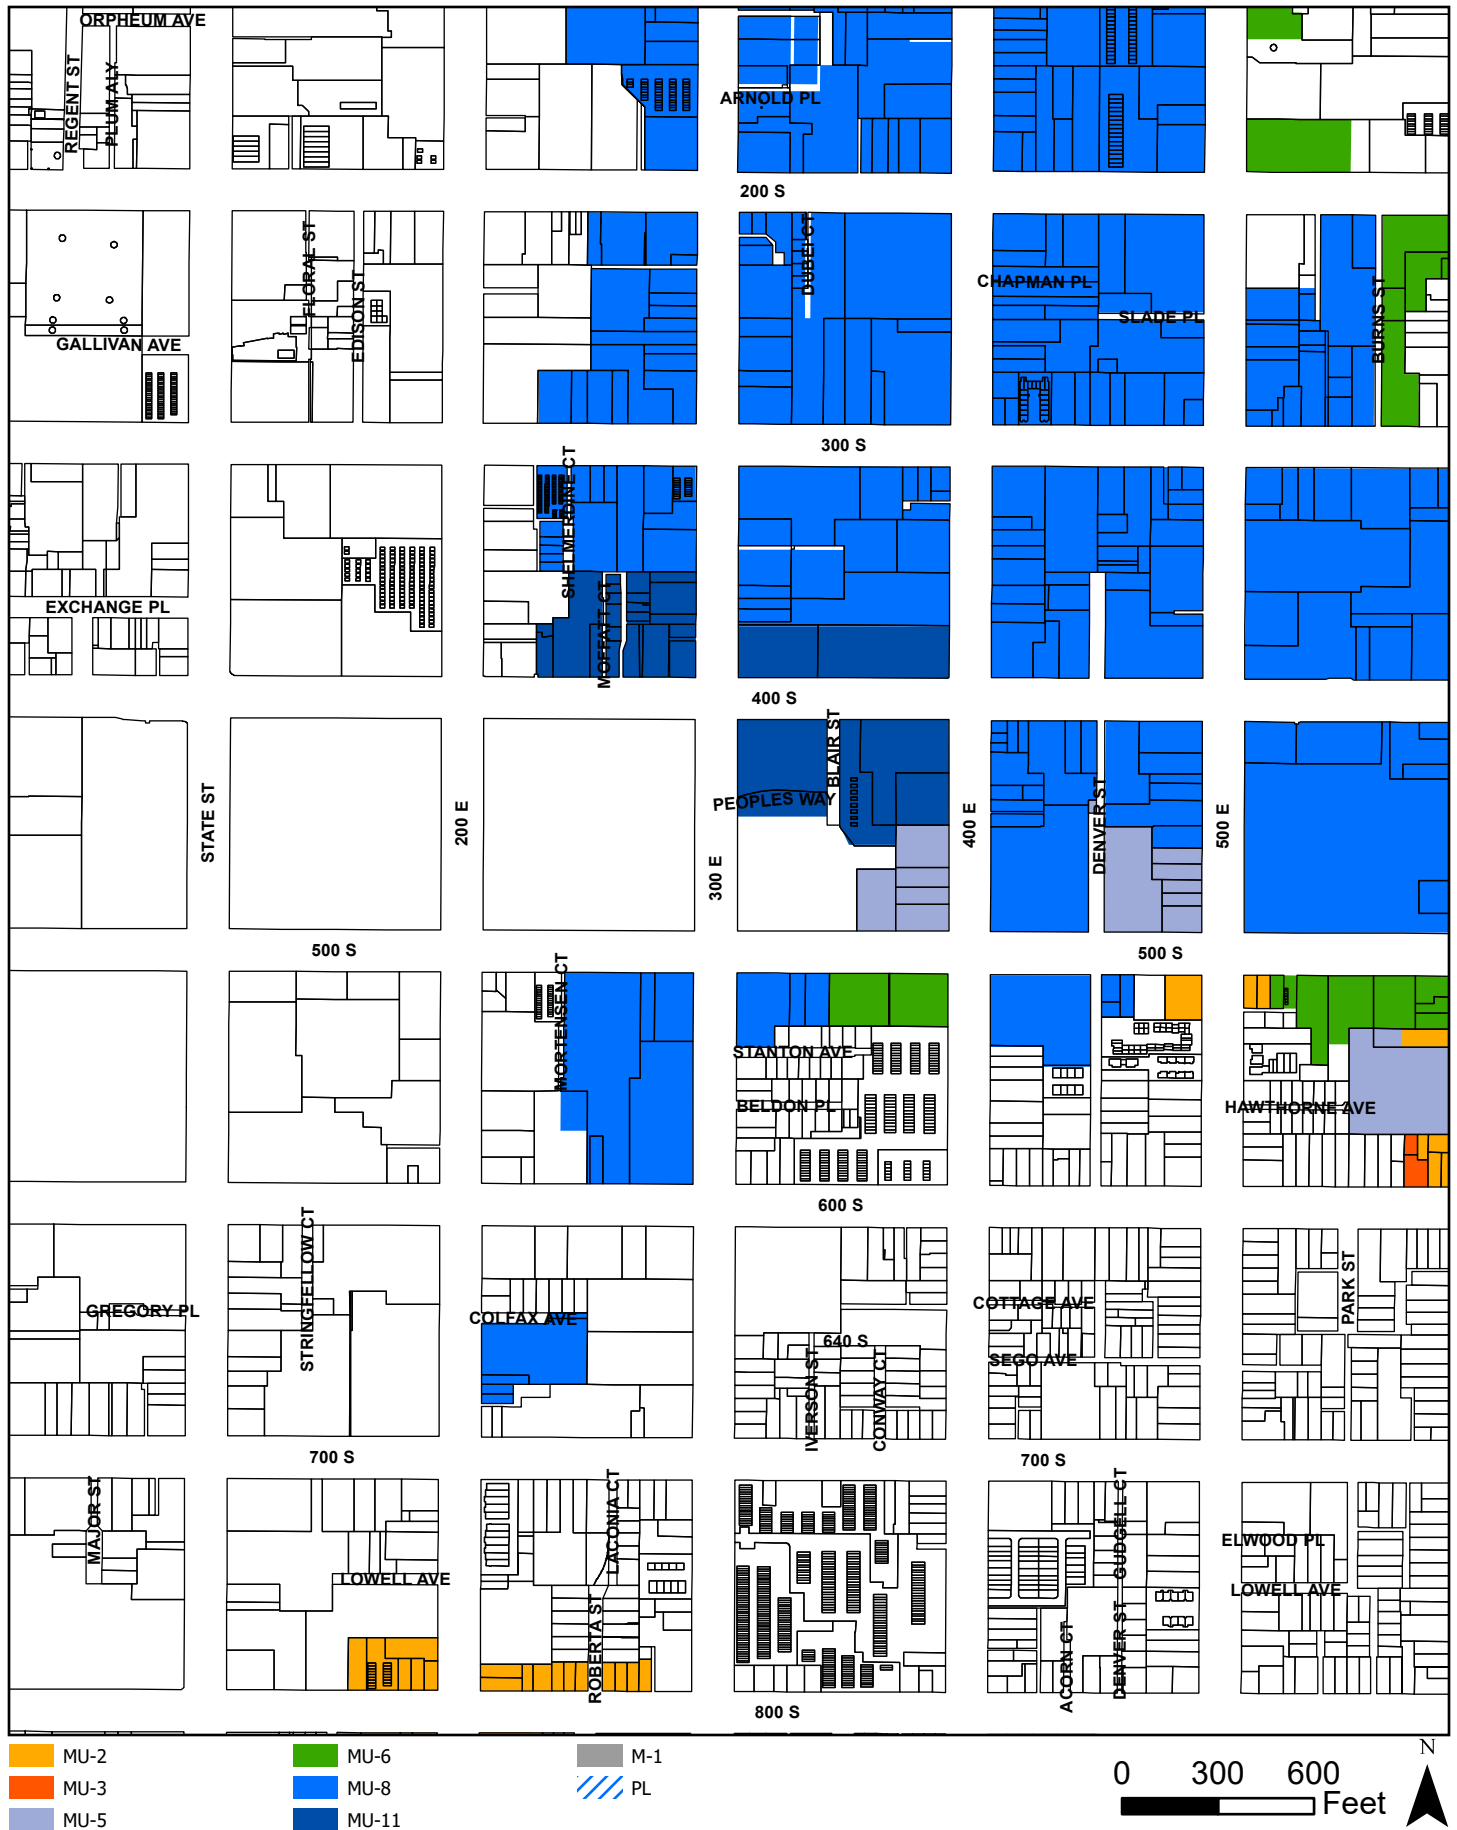 ORPHEUM AVE
REGENT ST
PLUM ALY
ARNOLD PL
200 S
FLORAL ST
EDISON ST
DUBEI CT
CHAPMAN PL
SLADE PL
BURNS ST
GALLIVAN AVE
300 S
SHELMERDINE CT
MOFFATT CT
EXCHANGE PL
400 S
STATE ST
200 E
300 E
PEOPLES WAY
BLAIR ST
400 E
DENVER ST
500 E
500 S
500 S
MORTENSEN CT
STANTON AVE
BELDON PL
HAWTHORNE AVE
600 S
GREGORY PL
STRINGFELLOW CT
COLFAX AVE
640 S
IVERSON ST
CONWAY CT
COTTAGE AVE
SEGO AVE
PARK ST
700 S
700 S
MAJOR ST
LOWELL AVE
LACONIA CT
ROBERTA ST
GUDGELL CT
ACORN CT
DENVER ST
ELWOOD PL
LOWELL AVE
800 S
MU-2
MU-3
MU-5
MU-6
MU-8
MU-11
M-1
PL
0 300 600
Feet
N